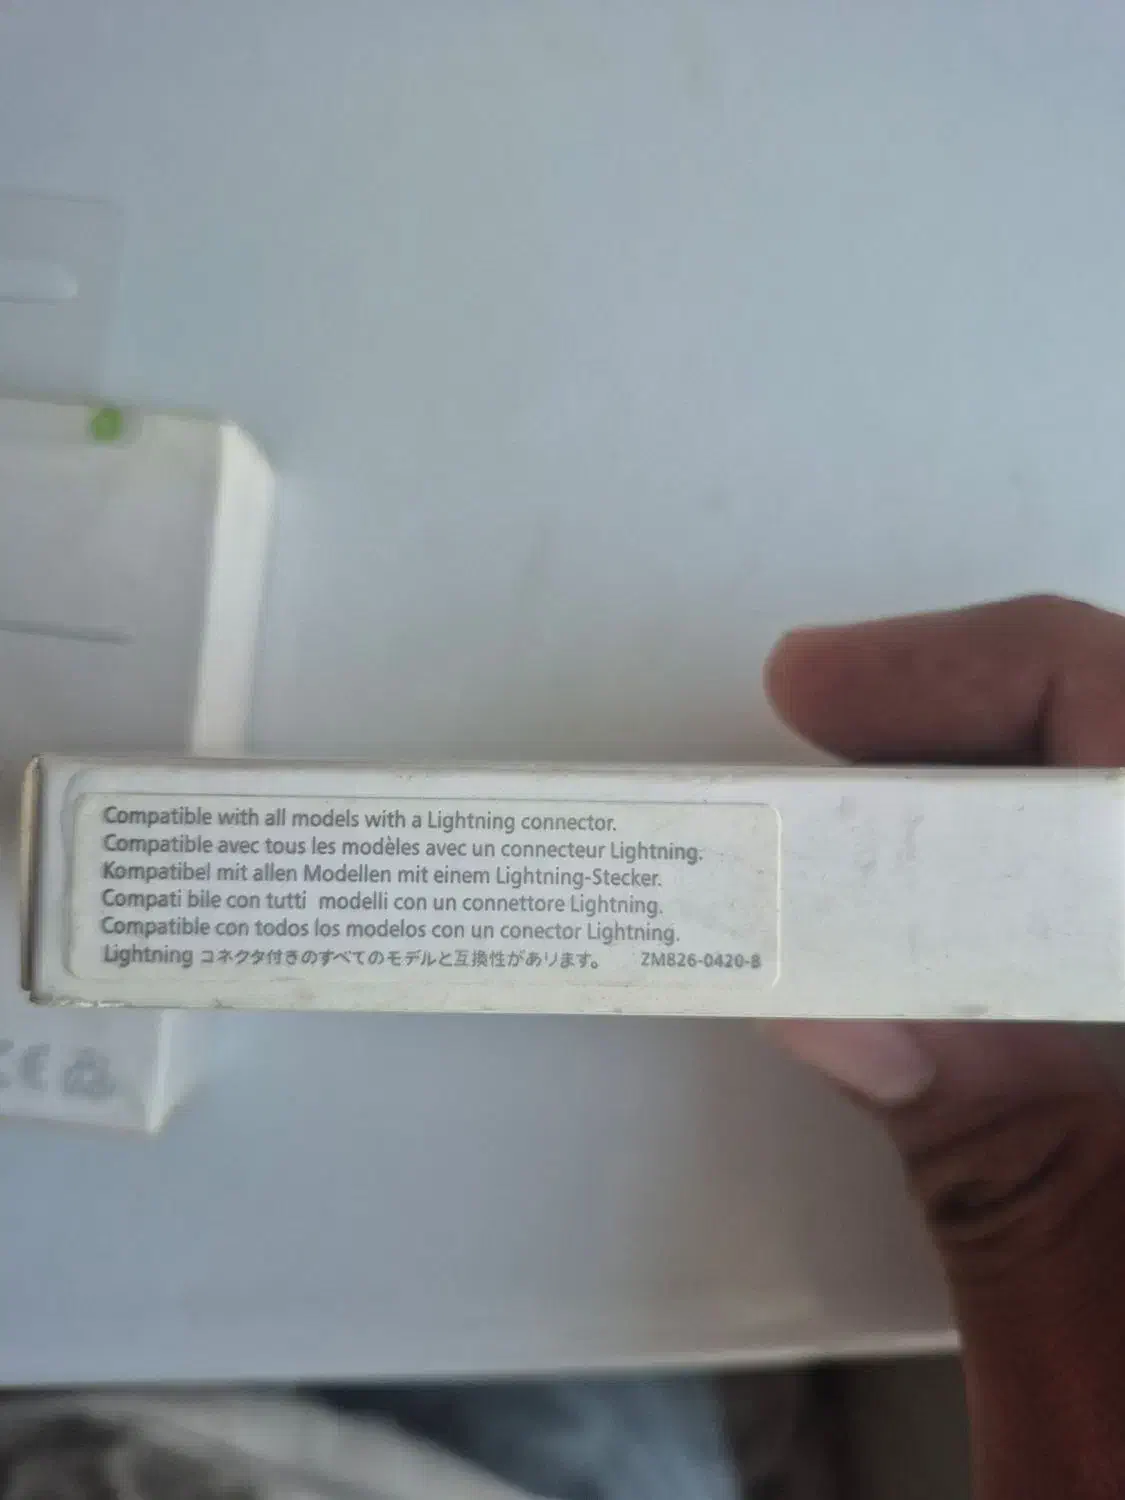 Compatible with all models with a Lightning connector.
Compatible avec tous les modèles avec un connecteur Lightning.
Kompatibel mit allen Modellen mit einem Lightning-Stecker.
Compati bile con tutti modelli con un connettore Lightning.
Compatible con todos los modelos con un conector Lightning.
Lightning コネクタ付きのすべてのモデルと互換性があります。 ZM826-0420-B
CE